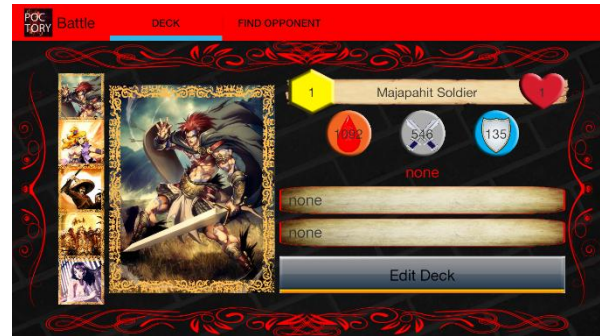 POC
TORY
Battle
DECK
FIND OPPONENT
1
Majapahit Soldier
1
1092
546
135
none
none
none
Edit Deck